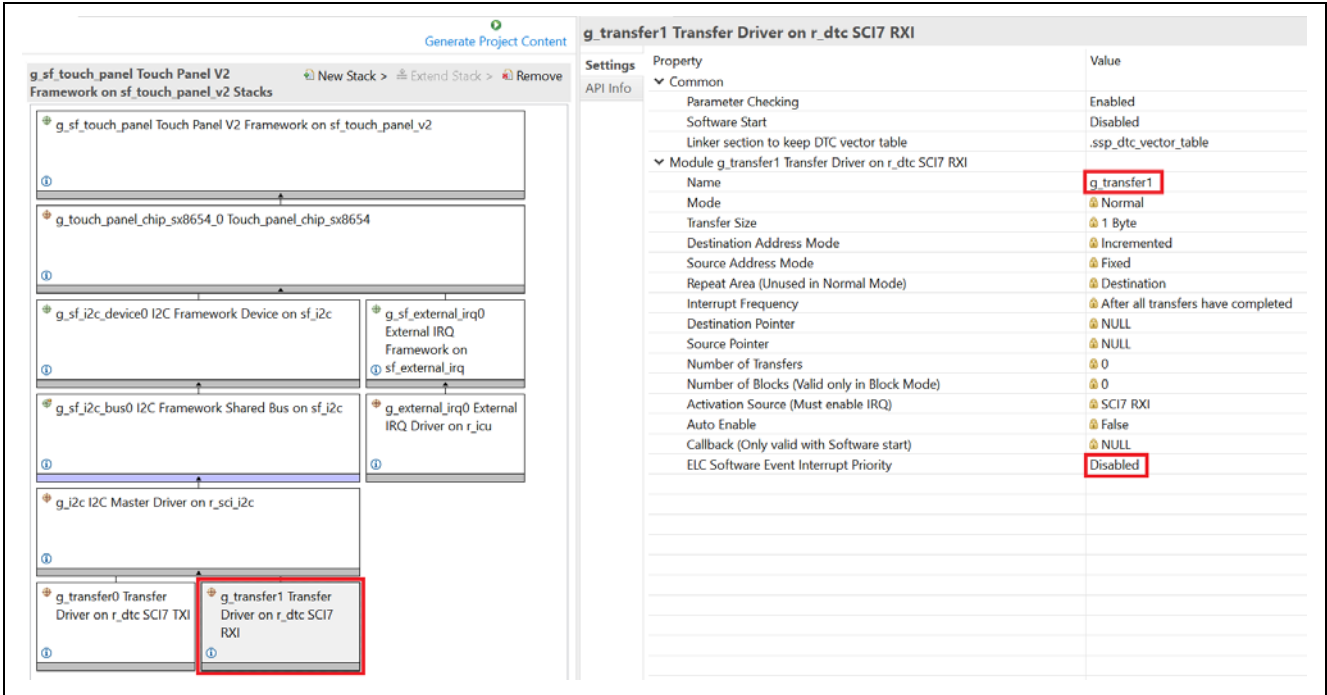 Generate Project Content
g_sf_touch_panel Touch Panel V2
Framework on sf_touch_panel_v2 Stacks
New Stack > Extend Stack > Remove
g_sf_touch_panel Touch Panel V2 Framework on sf_touch_panel_v2
g_touch_panel_chip_sx8654_0 Touch_panel_chip_sx8654
g_sf_i2c_device0 I2C Framework Device on sf_i2c
g_sf_external_irq0
External IRQ
Framework on
sf_external_irq
g_sf_i2c_bus0 I2C Framework Shared Bus on sf_i2c
g_external_irq0 External
IRQ Driver on r_icu
g_i2c I2C Master Driver on r_sci_i2c
g_transfer0 Transfer
Driver on r_dtc SCI7 TXI
g_transfer1 Transfer
Driver on r_dtc SCI7
RXI
g_transfer1 Transfer Driver on r_dtc SCI7 RXI
Settings
API Info
Property Value
Common
Parameter Checking Enabled
Software Start Disabled
Linker section to keep DTC vector table .ssp_dtc_vector_table
Module g_transfer1 Transfer Driver on r_dtc SCI7 RXI
Name g_transfer1
Mode Normal
Transfer Size 1 Byte
Destination Address Mode Incremented
Source Address Mode Fixed
Repeat Area (Unused in Normal Mode) Destination
Interrupt Frequency After all transfers have completed
Destination Pointer NULL
Source Pointer NULL
Number of Transfers 0
Number of Blocks (Valid only in Block Mode) 0
Activation Source (Must enable IRQ) SCI7 RXI
Auto Enable False
Callback (Only valid with Software start) NULL
ELC Software Event Interrupt Priority Disabled